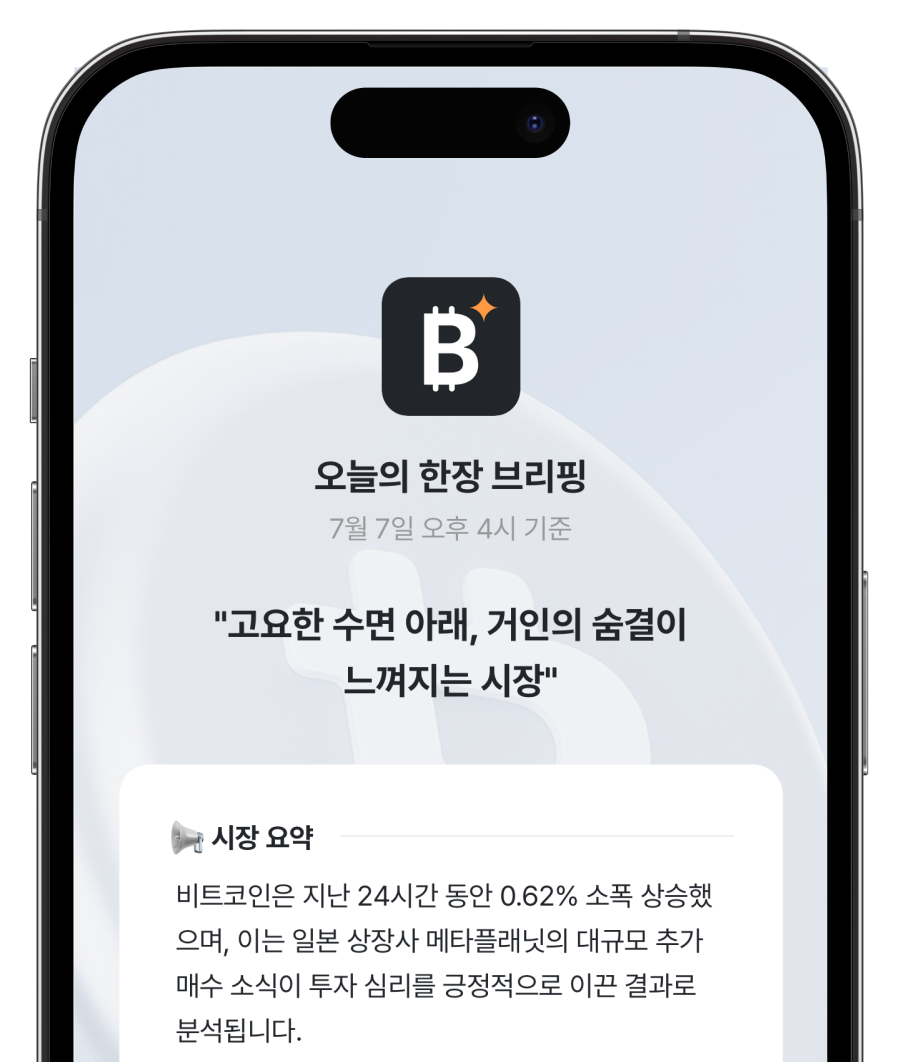 오늘의 한장 브리핑
7월 7일 오후 4시 기준
"고요한 수면 아래, 거인의 숨결이
느껴지는 시장"
시장 요약
비트코인은 지난 24시간 동안 0.62% 소폭 상승했
으며, 이는 일본 상장사 메타플래닛의 대규모 추가
매수 소식이 투자 심리를 긍정적으로 이끈 결과로
분석됩니다.